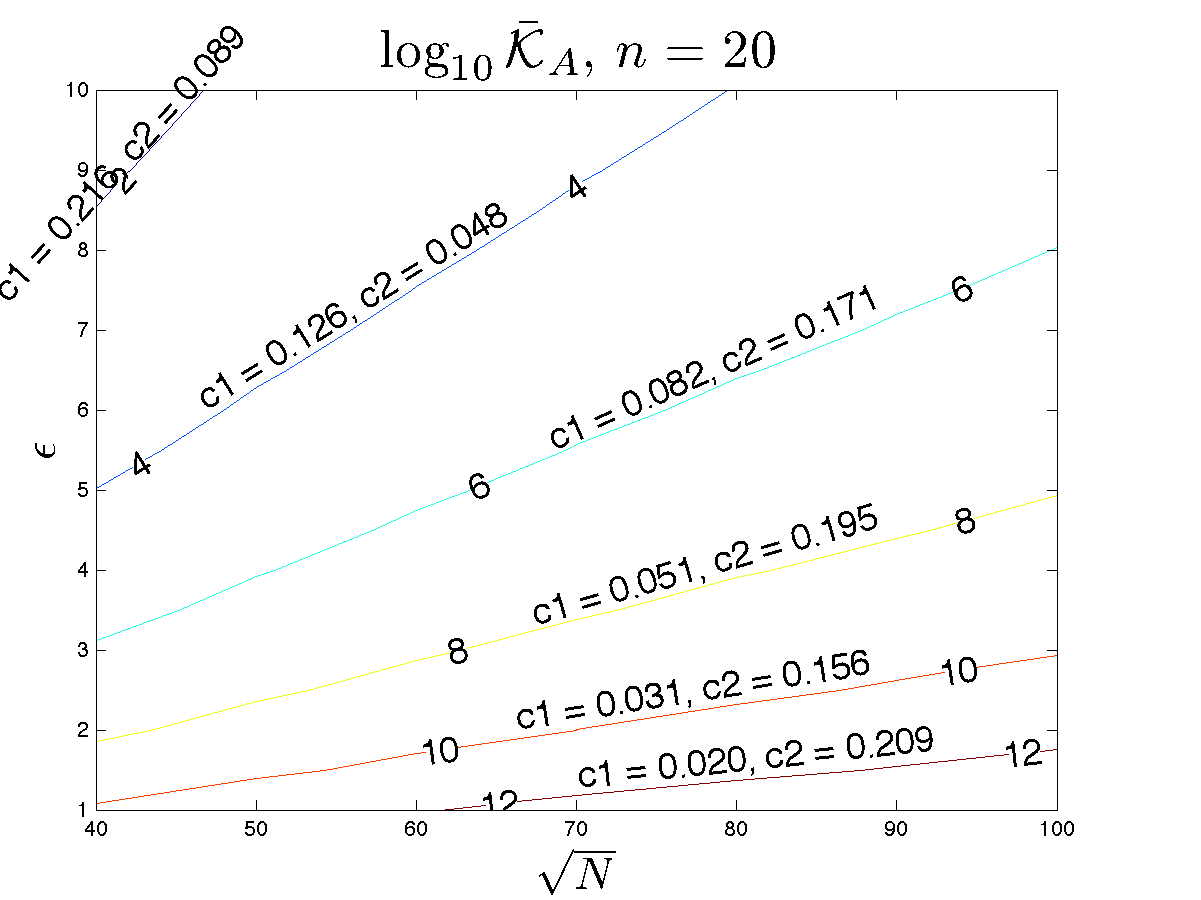 log₁₀ 𝒦̄_A, n = 20
10
9
8
7
6
5
4
3
2
1
ϵ
c1 = 0.216, c2 = 0.089
2
c1 = 0.126, c2 = 0.048
4
4
c1 = 0.082, c2 = 0.171
6
6
c1 = 0.051, c2 = 0.195
8
8
c1 = 0.031, c2 = 0.156
10
10
c1 = 0.020, c2 = 0.209
12
12
40 50 60 70 80 90 100
√N